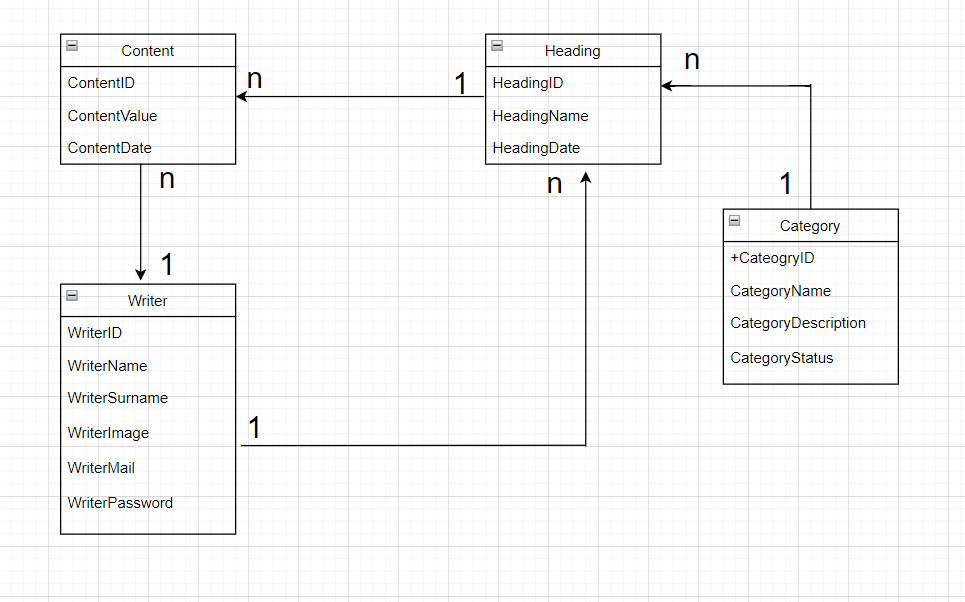 Content
ContentID
ContentValue
ContentDate
n
1
Heading
HeadingID
HeadingName
HeadingDate
n
n
1
Category
+CateogryID
CategoryName
CategoryDescription
CategoryStatus
n
1
Writer
WriterID
WriterName
WriterSurname
WriterImage
WriterMail
WriterPassword
1